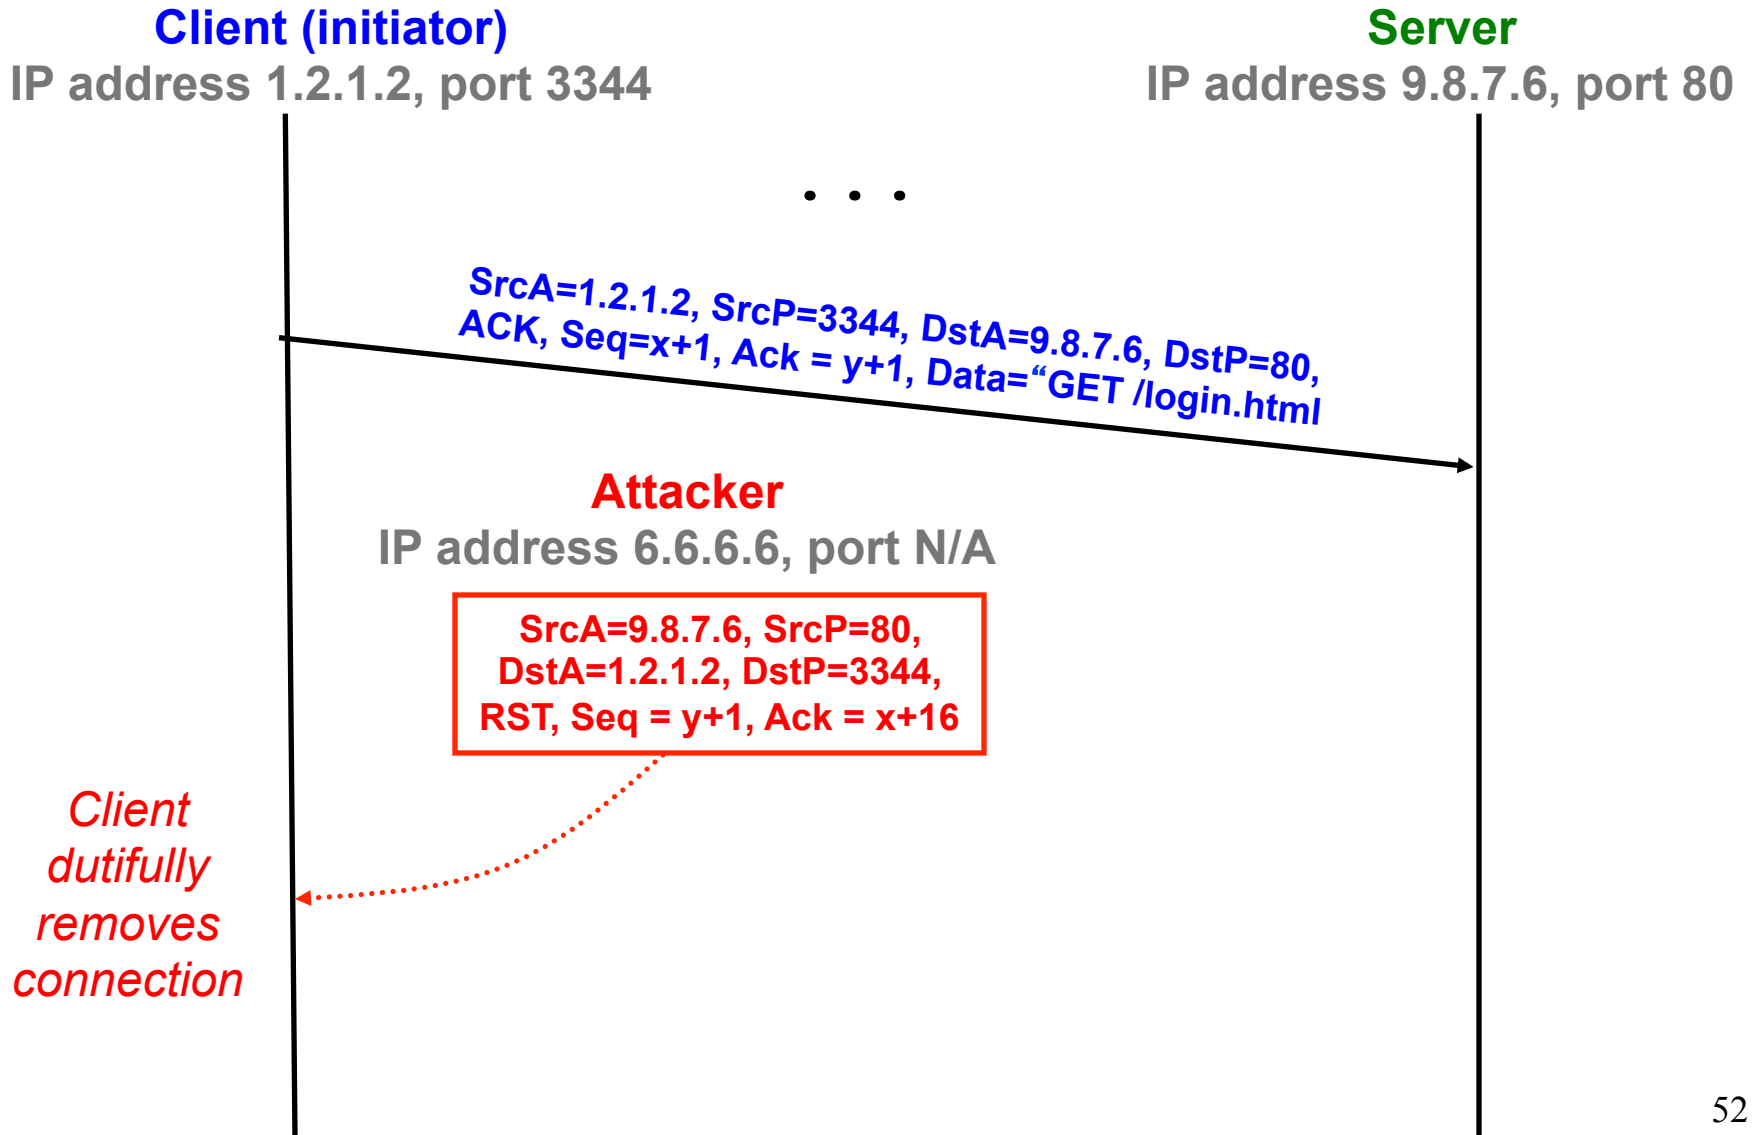 Client (initiator)
IP address 1.2.1.2, port 3344
Server
IP address 9.8.7.6, port 80
. . .
SrcA=1.2.1.2, SrcP=3344, DstA=9.8.7.6, DstP=80,
ACK, Seq=x+1, Ack = y+1, Data=“GET /login.html
Attacker
IP address 6.6.6.6, port N/A
SrcA=9.8.7.6, SrcP=80,
DstA=1.2.1.2, DstP=3344,
RST, Seq = y+1, Ack = x+16
Client
dutifully
removes
connection
52